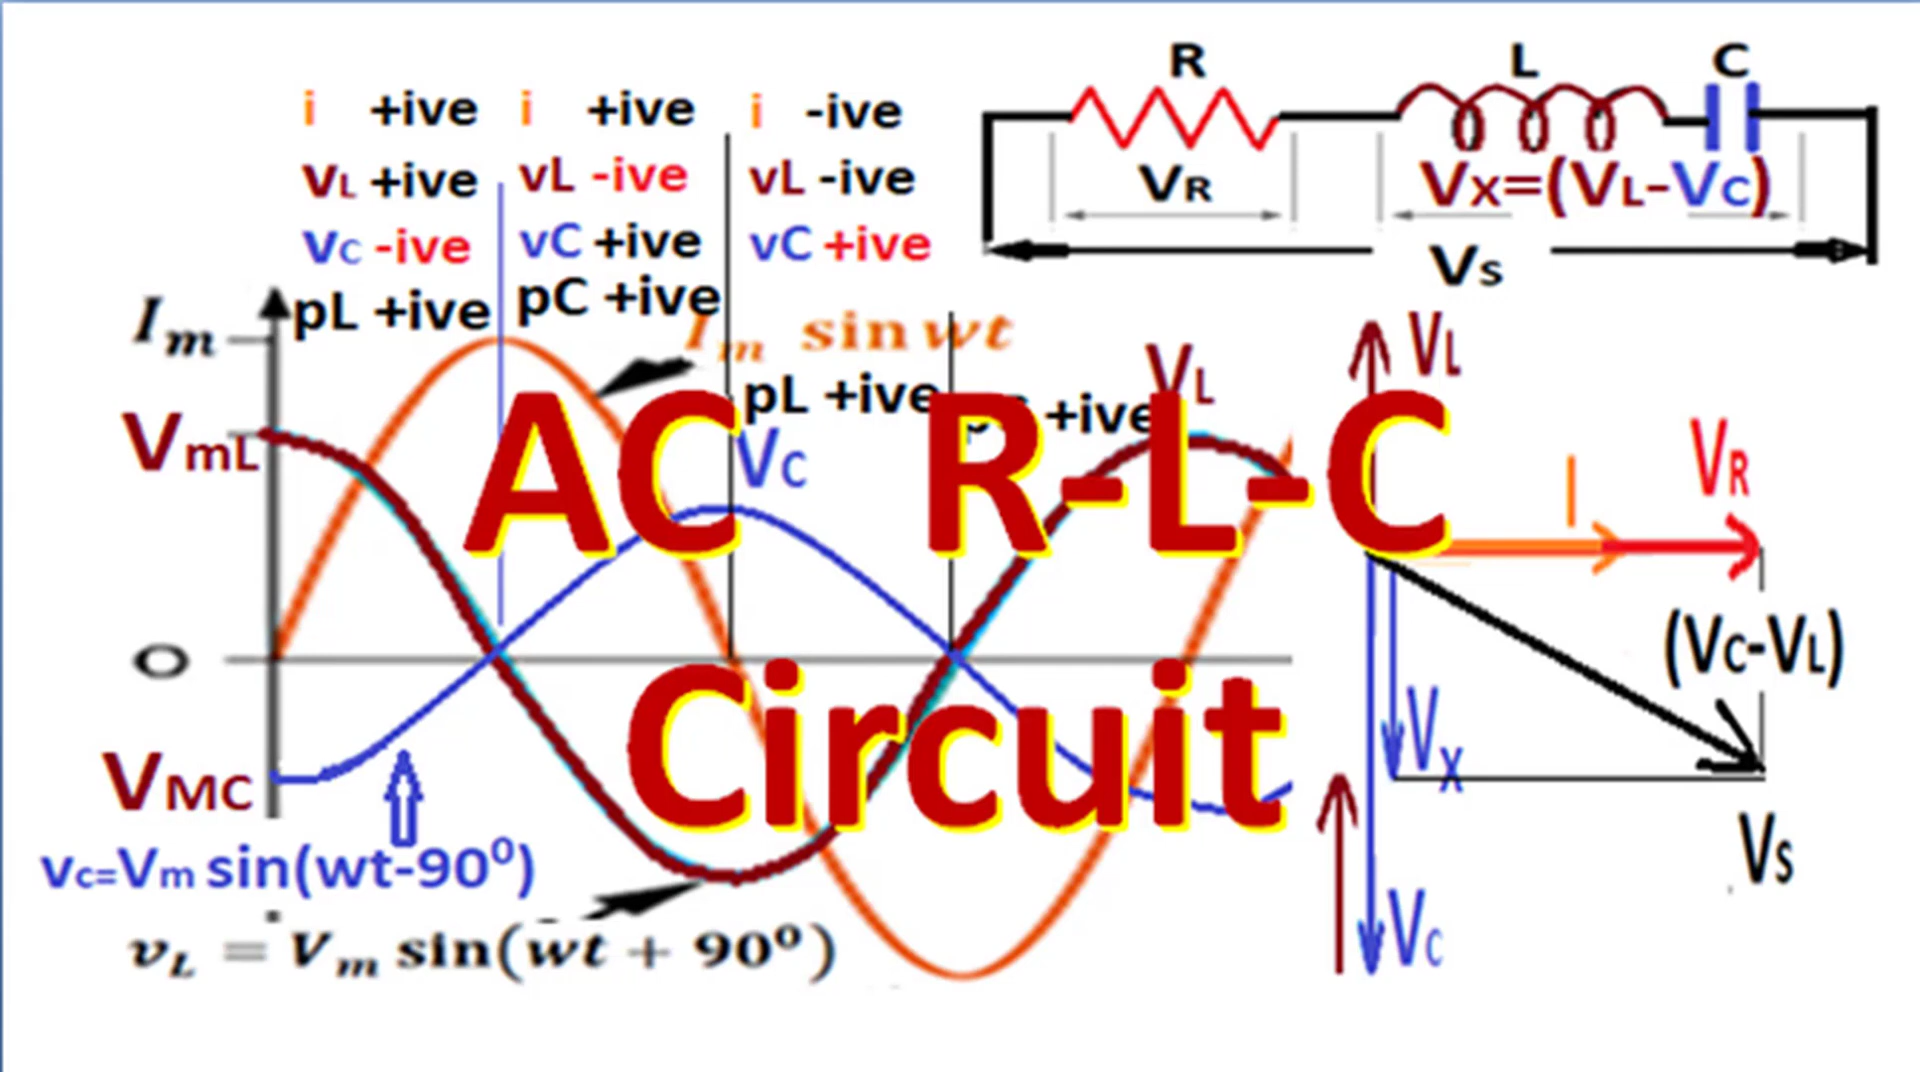 i +ive
vL +ive
vC -ive
pL +ive
i +ive
vL -ive
vC +ive
pC +ive
i -ive
vL -ive
vC +ive
pL +ive
+ive
R L C
VR
VX=(VL-VC)
VS
Im
Im sin wt
VmL
O
VMC
VC
VL
AC R-L-C
Circuit
vc=Vm sin(wt-90⁰)
vL = Vm sin(wt + 90⁰)
VL
I
VR
(VC-VL)
VX
VS
VC